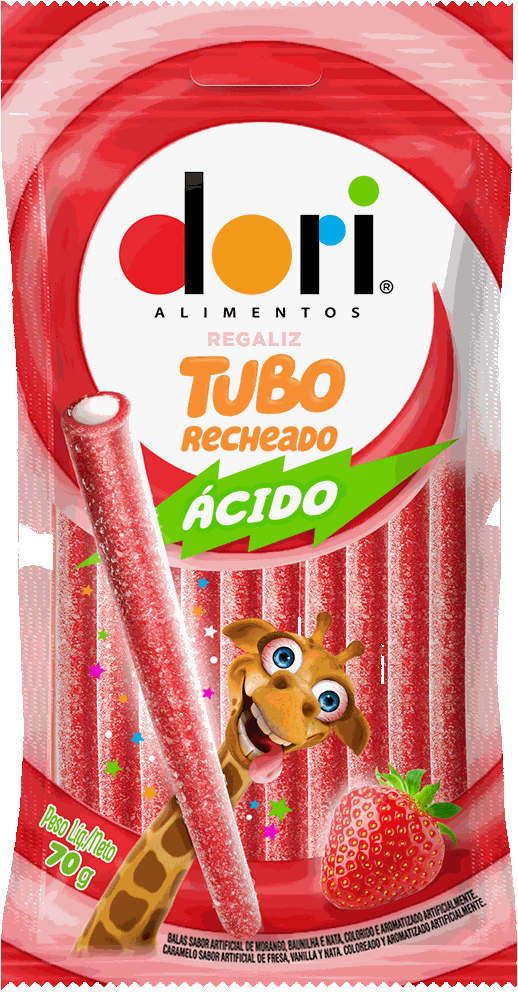 dori®
ALIMENTOS
REGALIZ
TUBO
RECHEADO
ÁCIDO
Peso Líq./Neto
70 g
BALAS SABOR ARTIFICIAL DE MORANGO, BAUNILHA E NATA, COLORIDO E AROMATIZADO ARTIFICIALMENTE.
CARAMELO SABOR ARTIFICIAL DE FRESA, VANILLA Y NATA, COLOREADO Y AROMATIZADO ARTIFICIALMENTE.